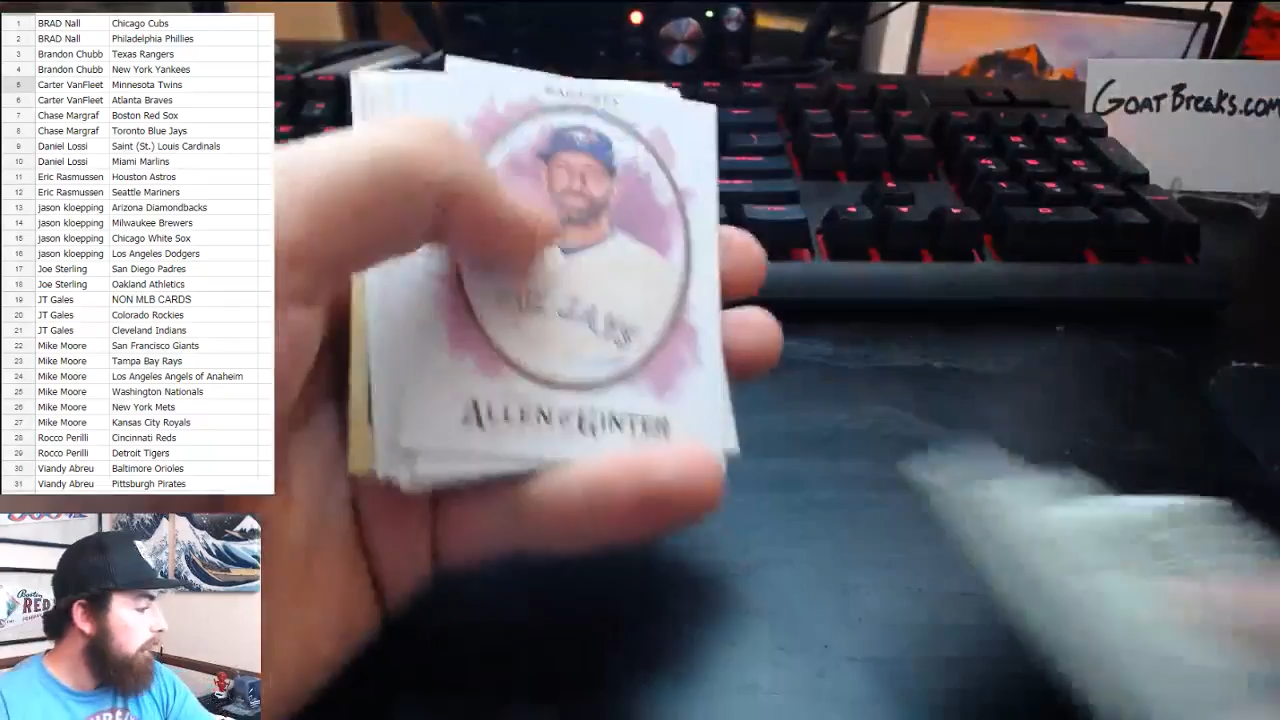 1 BRAD Nall Chicago Cubs
2 BRAD Nall Philadelphia Phillies
3 Brandon Chubb Texas Rangers
4 Brandon Chubb New York Yankees
5 Carter VanFleet Minnesota Twins
6 Carter VanFleet Atlanta Braves
7 Chase Margraf Boston Red Sox
8 Chase Margraf Toronto Blue Jays
9 Daniel Lossi Saint (St.) Louis Cardinals
10 Daniel Lossi Miami Marlins
11 Eric Rasmussen Houston Astros
12 Eric Rasmussen Seattle Mariners
13 jason kloepping Arizona Diamondbacks
14 jason kloepping Milwaukee Brewers
15 jason kloepping Chicago White Sox
16 jason kloepping Los Angeles Dodgers
17 Joe Sterling San Diego Padres
18 Joe Sterling Oakland Athletics
19 JT Gales NON MLB CARDS
20 JT Gales Colorado Rockies
21 JT Gales Cleveland Indians
22 Mike Moore San Francisco Giants
23 Mike Moore Tampa Bay Rays
24 Mike Moore Los Angeles Angels of Anaheim
25 Mike Moore Washington Nationals
26 Mike Moore New York Mets
27 Mike Moore Kansas City Royals
28 Rocco Perilli Cincinnati Reds
29 Rocco Perilli Detroit Tigers
30 Viandy Abreu Baltimore Orioles
31 Viandy Abreu Pittsburgh Pirates
GOATBREAKS.COM
JAYS
ALLEN & GINTER
Boston
RED